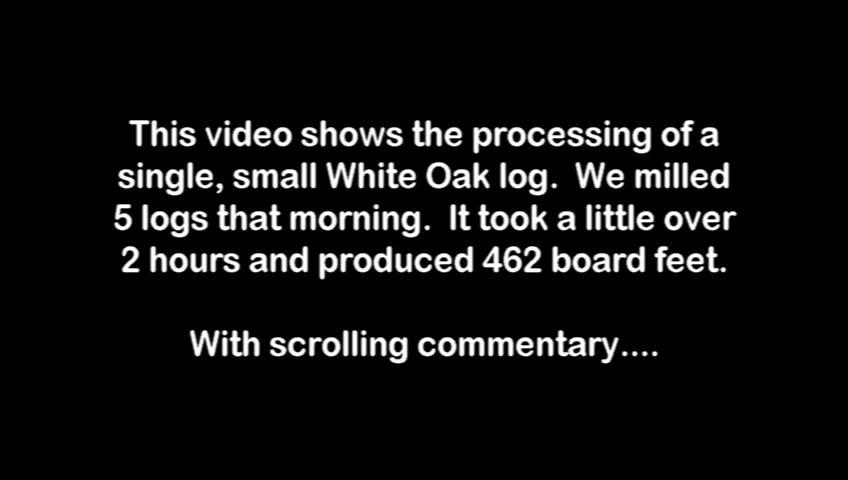 This video shows the processing of a
single, small White Oak log.  We milled
5 logs that morning.  It took a little over
2 hours and produced 462 board feet.
With scrolling commentary....